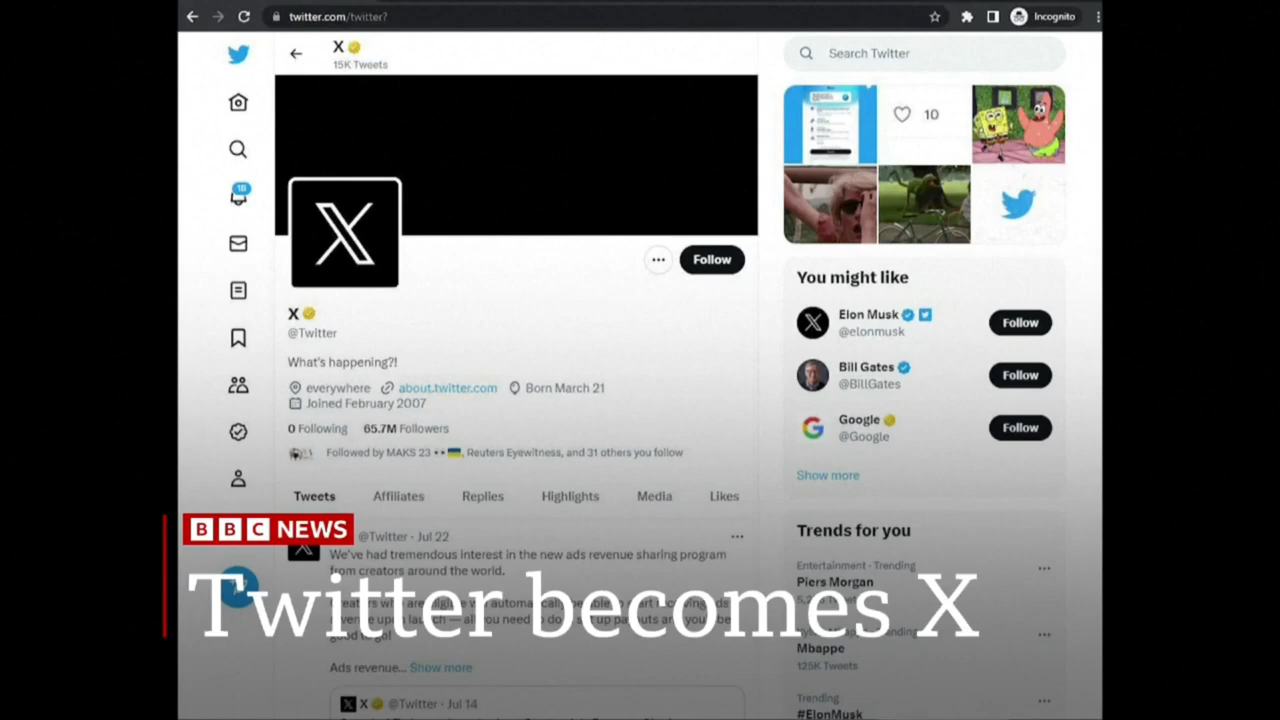 twitter.com/twitter?
Incognito
X
15K Tweets
Search Twitter
10
18
Follow
X
@Twitter
What's happening?!
everywhere about.twitter.com Born March 21
Joined February 2007
0 Following 65.7M Followers
Followed by MAKS 23, Reuters Eyewitness, and 31 others you follow
Tweets Affiliates Replies Highlights Media Likes
You might like
Elon Musk
@elonmusk
Follow
Bill Gates
@BillGates
Follow
Google
@Google
Follow
Show more
BBC NEWS
@Twitter · Jul 22
We've had tremendous interest in the new ads revenue sharing program
from creators around the world.
Twitter becomes X
good to go!
Ads revenue... Show more
X @Twitter · Jul 14
Trends for you
Entertainment · Trending
Piers Morgan
Trending
Mbappe
125K Tweets
Trending
#ElonMusk